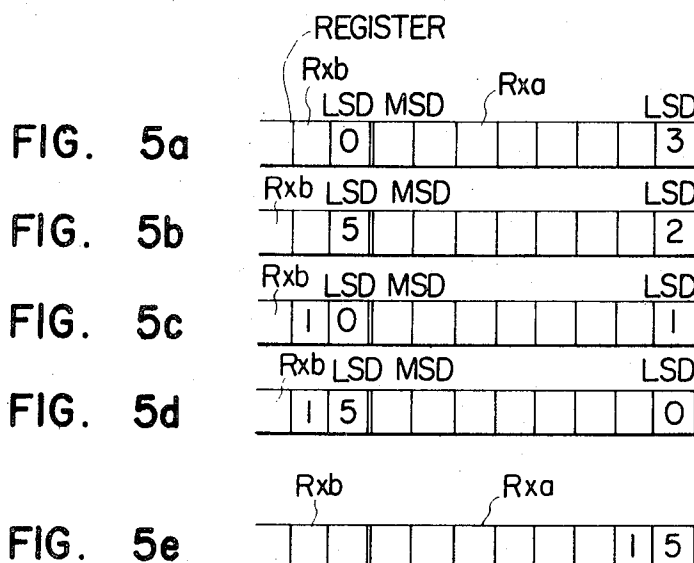 REGISTER
Rxb
Rxa
LSD MSD LSD
FIG. 5a 0 3
Rxb LSD MSD LSD
FIG. 5b 5 2
Rxb LSD MSD LSD
FIG. 5c 1 0 1
Rxb LSD MSD LSD
FIG. 5d 1 5 0
Rxb Rxa
FIG. 5e 1 5